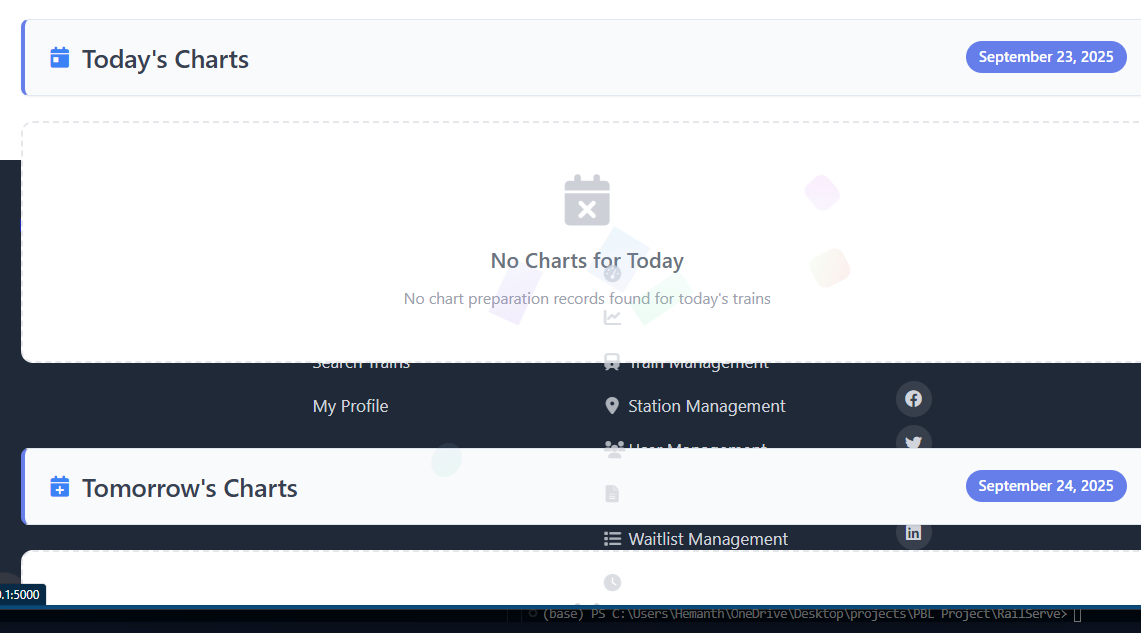 Today's Charts
September 23, 2025
No Charts for Today
No chart preparation records found for today's trains
Search Trains
Train Management
My Profile
Station Management
User Management
Tomorrow's Charts
September 24, 2025
Waitlist Management
.1:5000
(base) PS C:\Users\Hemanth\OneDrive\Desktop\projects\PBL Project\RailServe>